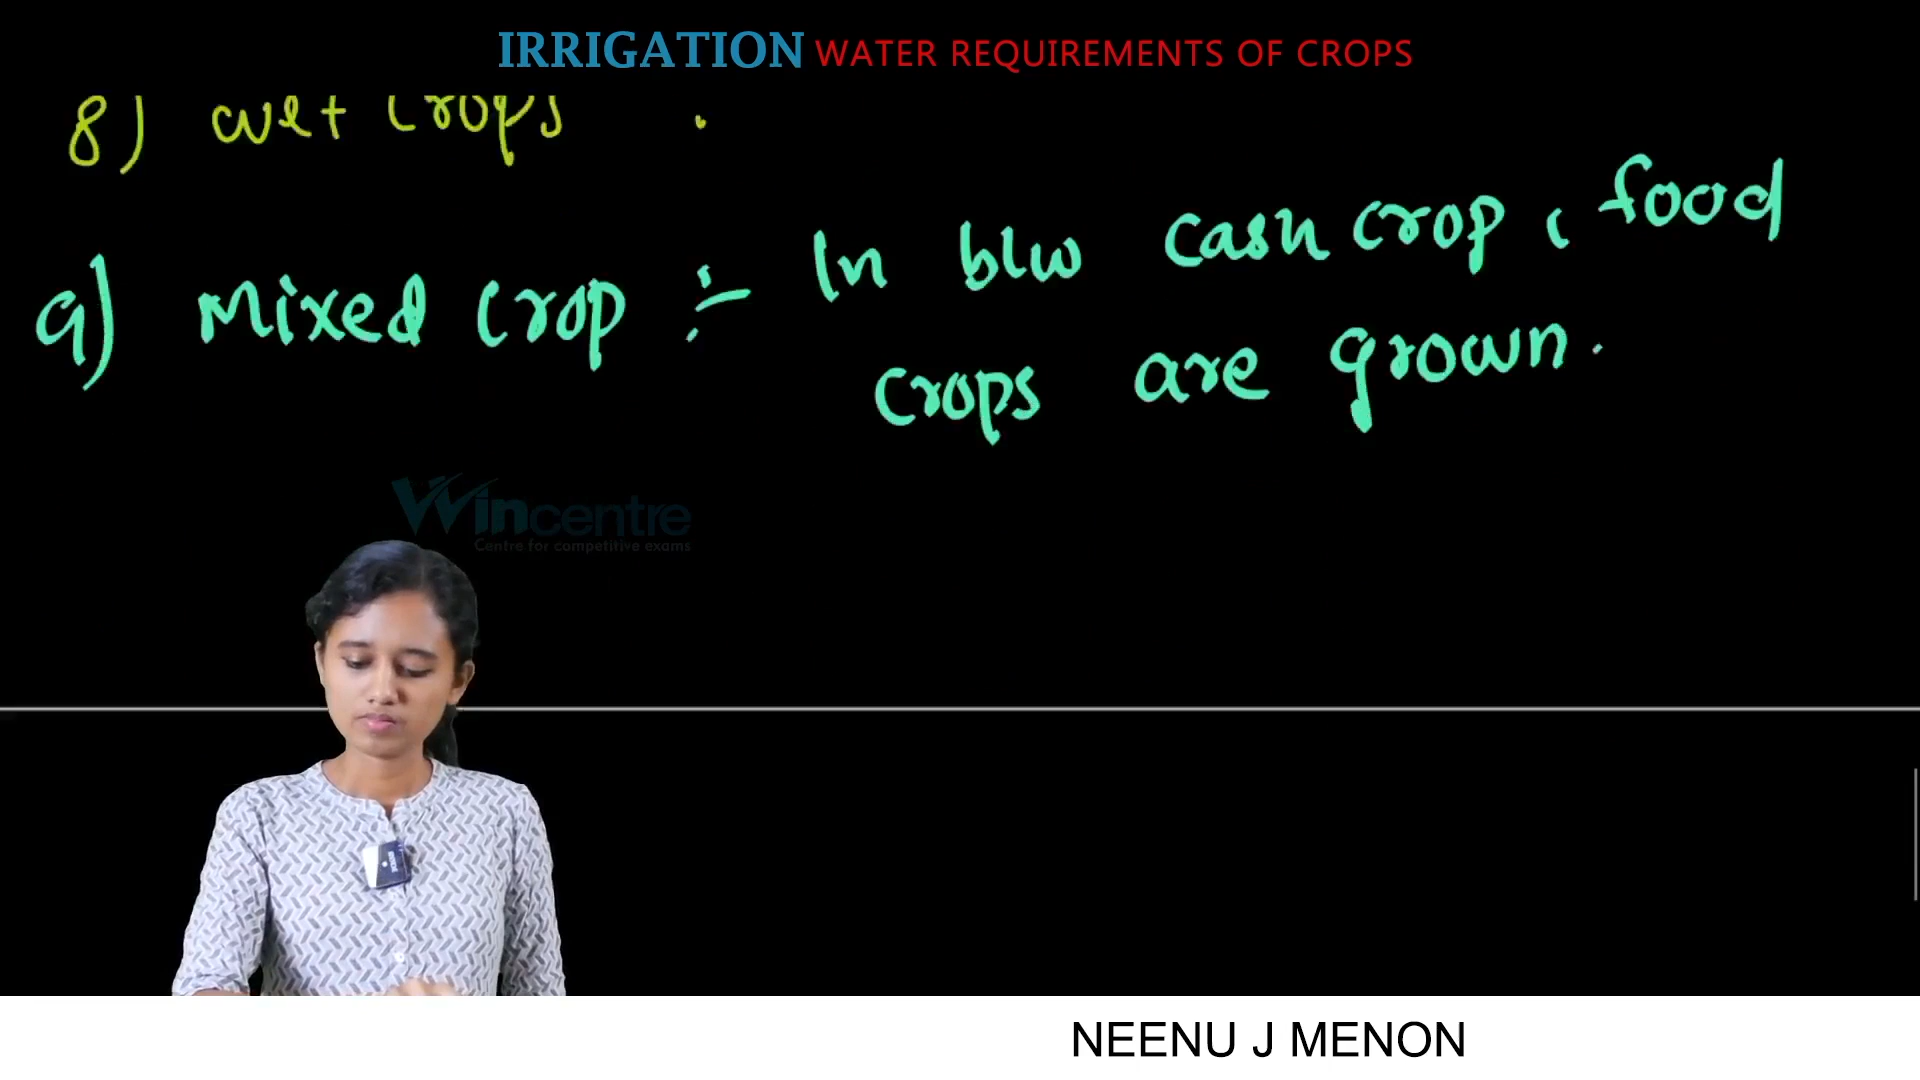 IRRIGATION WATER REQUIREMENTS OF CROPS
8) wet crops .
9) Mixed crop :- In b/w cash crop, food
crops are grown.
Wincentre
Centre for competitive exams
NEENU J MENON